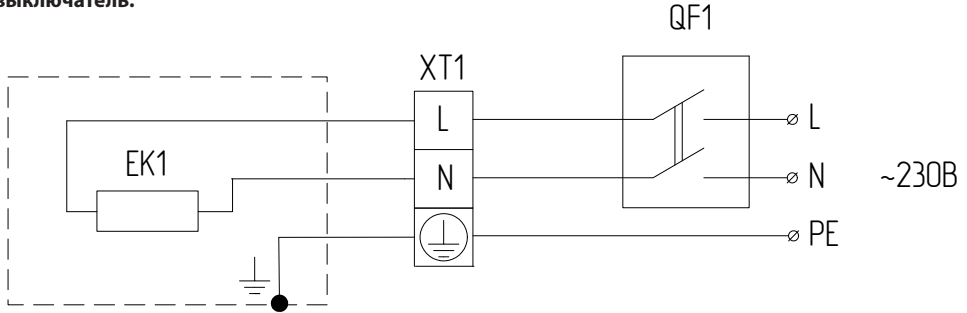 выключатель.
QF1
XT1
L
L
EK1
N
N
~230В
PE